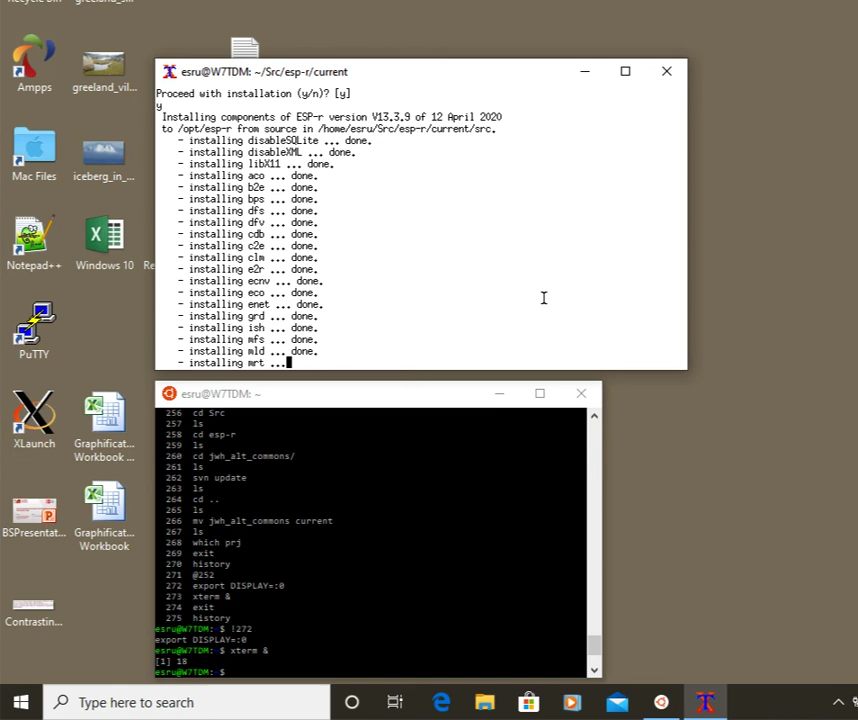 recycle Bin
greeland_s...
Ampps
greeland_vil...
Mac Files
iceberg_in_...
Notepad++
Windows 10
Re
PuTTY
XLaunch
Graphificat...
Workbook ...
BSPresentat...
Graphificat...
Workbook
Contrastin...
esru@W7TDM: ~/Src/esp-r/current
Proceed with installation (y/n)? [y]
y
Installing components of ESP-r version V13.3.9 of 12 April 2020
to /opt/esp-r from source in /home/esru/Src/esp-r/current/src.
- installing disableSQLite ... done.
- installing disableXML ... done.
- installing libX11 ... done.
- installing aco ... done.
- installing b2e ... done.
- installing bps ... done.
- installing dfs ... done.
- installing dfv ... done.
- installing cdb ... done.
- installing c2e ... done.
- installing clm ... done.
- installing e2r ... done.
- installing ecnv ... done.
- installing eco ... done.
- installing enet ... done.
- installing grd ... done.
- installing ish ... done.
- installing mfs ... done.
- installing mld ... done.
- installing mrt ...
esru@W7TDM: ~
256 cd Src
257 ls
258 cd esp-r
259 ls
260 cd jwh_alt_commons/
261 ls
262 svn update
263 ls
264 cd ..
265 ls
266 mv jwh_alt_commons current
267 ls
268 which prj
269 exit
270 history
271 @252
272 export DISPLAY=:0
273 xterm &
274 exit
275 history
esru@W7TDM:~$ !272
export DISPLAY=:0
esru@W7TDM:~$ xterm &
[1] 18
esru@W7TDM:~$
Type here to search